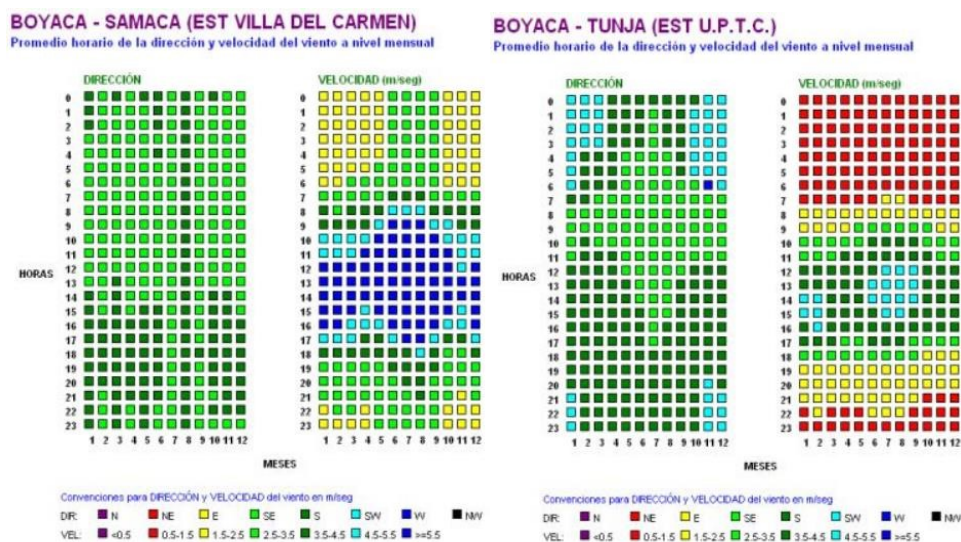 BOYACA - SAMACA (EST VILLA DEL CARMEN)
Promedio horario de la dirección y velocidad del viento a nivel mensual
DIRECCIÓN VELOCIDAD (m/seg)
0
1
2
3
4
5
6
7
8
9
10
11
12
13
14
15
16
17
18
19
20
21
22
23
HORAS
1 2 3 4 5 6 7 8 9 10 11 12 1 2 3 4 5 6 7 8 9 10 11 12
MESES
Convenciones para DIRECCIÓN y VELOCIDAD del viento en m/seg
DIR: N NE E SE S SW W NW
VEL: <0.5 0.5-1.5 1.5-2.5 2.5-3.5 3.5-4.5 4.5-5.5 >=5.5
BOYACA - TUNJA (EST U.P.T.C.)
Promedio horario de la dirección y velocidad del viento a nivel mensual
DIRECCIÓN VELOCIDAD (m/seg)
0
1
2
3
4
5
6
7
8
9
10
11
12
13
14
15
16
17
18
19
20
21
22
23
HORAS
1 2 3 4 5 6 7 8 9 10 11 12 1 2 3 4 5 6 7 8 9 10 11 12
MESES
Convenciones para DIRECCIÓN y VELOCIDAD del viento en m/seg
DIR: N NE E SE S SW W NW
VEL: <0.5 0.5-1.5 1.5-2.5 2.5-3.5 3.5-4.5 4.5-5.5 >=5.5